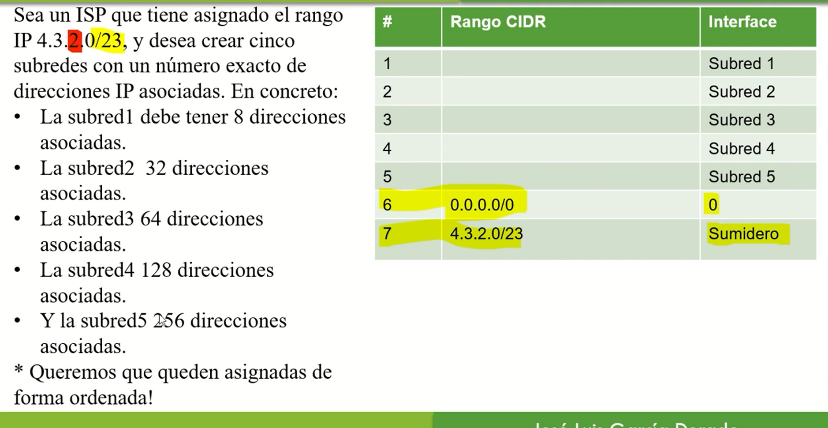 Sea un ISP que tiene asignado el rango
IP 4.3.2.0/23, y desea crear cinco
subredes con un número exacto de
direcciones IP asociadas. En concreto:
• La subred1 debe tener 8 direcciones
asociadas.
• La subred2 32 direcciones
asociadas.
• La subred3 64 direcciones
asociadas.
• La subred4 128 direcciones
asociadas.
• Y la subred5 256 direcciones
asociadas.
* Queremos que queden asignadas de
forma ordenada!
# Rango CIDR Interface
1 Subred 1
2 Subred 2
3 Subred 3
4 Subred 4
5 Subred 5
6 0.0.0.0/0 0
7 4.3.2.0/23 Sumidero
José Luis García Dorado